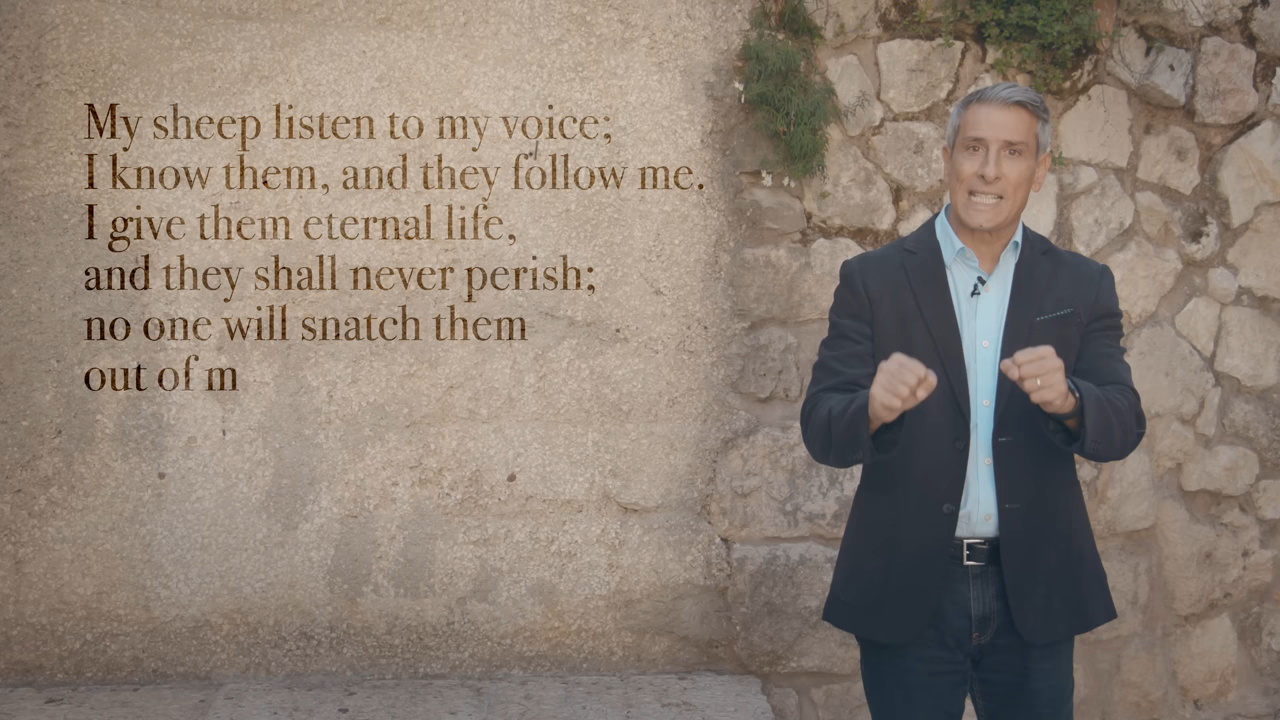 My sheep listen to my voice;
I know them, and they follow me.
I give them eternal life,
and they shall never perish;
no one will snatch them
out of m